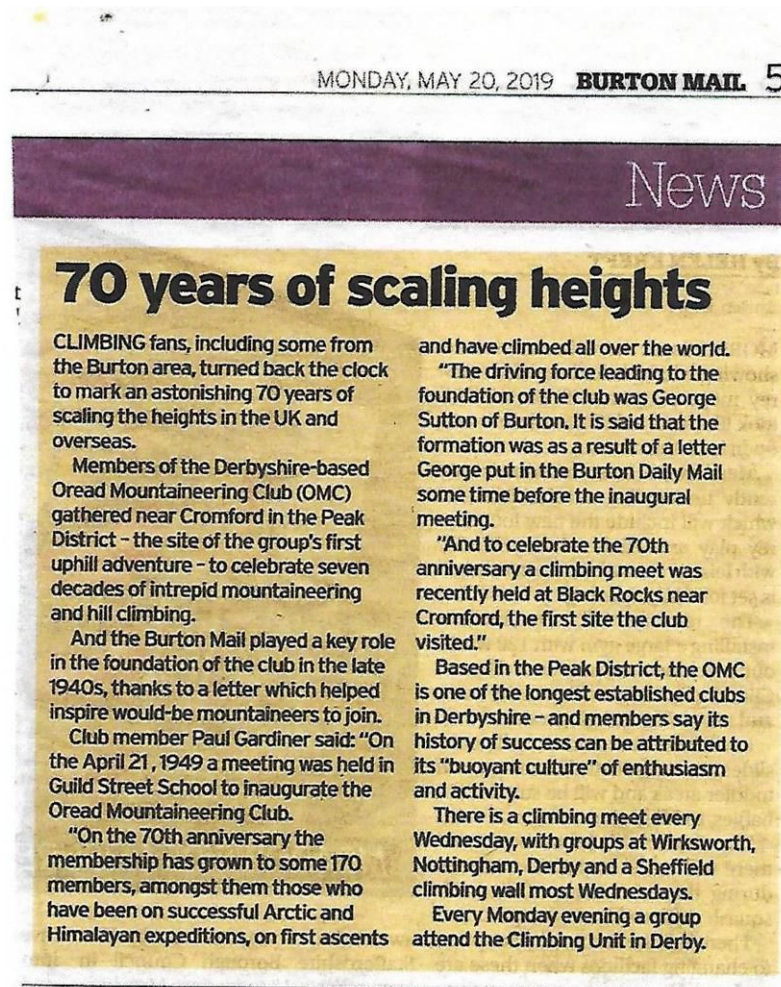 MONDAY, MAY 20, 2019 BURTON MAIL 5
News
70 years of scaling heights
CLIMBING fans, including some from
the Burton area, turned back the clock
to mark an astonishing 70 years of
scaling the heights in the UK and
overseas.
Members of the Derbyshire-based
Oread Mountaineering Club (OMC)
gathered near Cromford in the Peak
District – the site of the group's first
uphill adventure – to celebrate seven
decades of intrepid mountaineering
and hill climbing.
And the Burton Mail played a key role
in the foundation of the club in the late
1940s, thanks to a letter which helped
inspire would-be mountaineers to join.
Club member Paul Gardiner said: "On
the April 21, 1949 a meeting was held in
Guild Street School to inaugurate the
Oread Mountaineering Club.
"On the 70th anniversary the
membership has grown to some 170
members, amongst them those who
have been on successful Arctic and
Himalayan expeditions, on first ascents
and have climbed all over the world.
"The driving force leading to the
foundation of the club was George
Sutton of Burton. It is said that the
formation was as a result of a letter
George put in the Burton Daily Mail
some time before the inaugural
meeting.
"And to celebrate the 70th
anniversary a climbing meet was
recently held at Black Rocks near
Cromford, the first site the club
visited."
Based in the Peak District, the OMC
is one of the longest established clubs
in Derbyshire – and members say its
history of success can be attributed to
its "buoyant culture" of enthusiasm
and activity.
There is a climbing meet every
Wednesday, with groups at Wirksworth,
Nottingham, Derby and a Sheffield
climbing wall most Wednesdays.
Every Monday evening a group
attend the Climbing Unit in Derby.